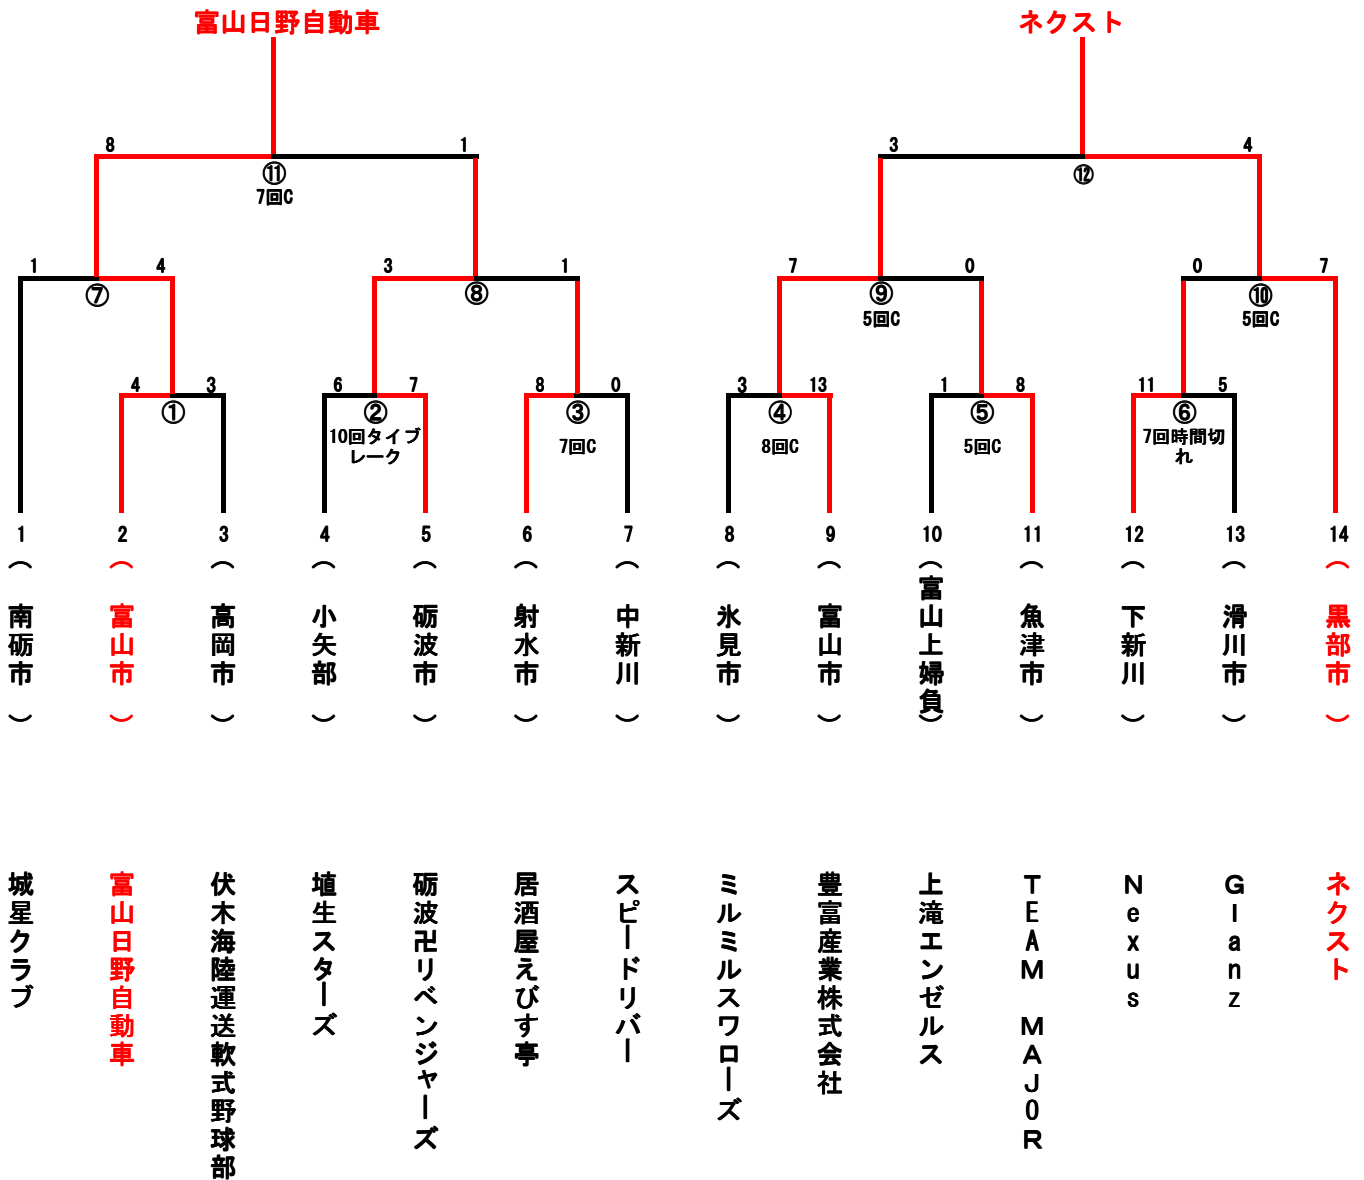 富山日野自動車
ネクスト
8
1
3
4
⑪
7回C
⑫
1
4
3
1
7
0
0
7
⑦
⑧
⑨
5回C
⑩
5回C
4
3
6
7
8
0
3
13
1
8
11
5
①
②
10回タイブ
レーク
③
7回C
④
8回C
⑤
5回C
⑥
7回時間切
れ
1
2
3
4
5
6
7
8
9
10
11
12
13
14
(南砺市)
(富山市)
(高岡市)
(小矢部)
(砺波市)
(射水市)
(中新川)
(氷見市)
(富山市)
(富山上婦負)
(魚津市)
(下新川)
(滑川市)
(黒部市)
城星クラブ
富山日野自動車
伏木海陸運送軟式野球部
埴生スターズ
砺波卍リベンジャーズ
居酒屋えびす亭
スピードリバー
ミルミルスワローズ
豊富産業株式会社
上滝エンゼルス
TEAM MAJOR
Nexus
Glanz
ネクスト